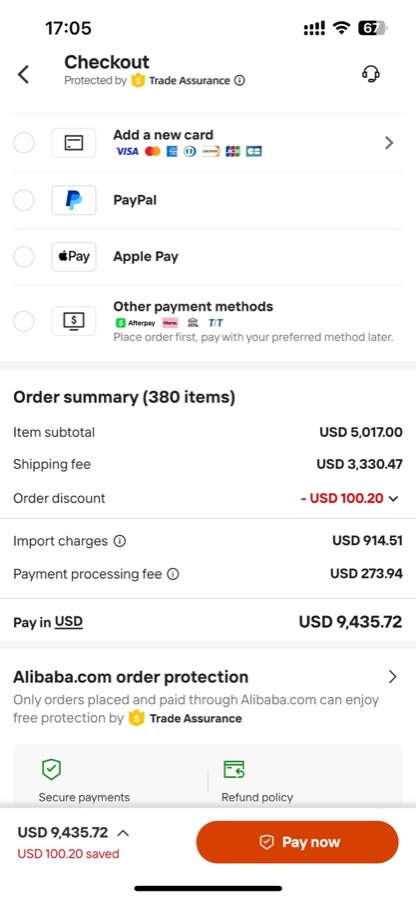 17:05
67
Checkout
Protected by Trade Assurance
Add a new card
VISA
PayPal
Pay Apple Pay
Other payment methods
Afterpay Klarna T/T
Place order first, pay with your preferred method later.
Order summary (380 items)
Item subtotal USD 5,017.00
Shipping fee USD 3,330.47
Order discount - USD 100.20
Import charges USD 914.51
Payment processing fee USD 273.94
Pay in USD USD 9,435.72
Alibaba.com order protection
Only orders placed and paid through Alibaba.com can enjoy
free protection by Trade Assurance
Secure payments Refund policy
USD 9,435.72 Pay now
USD 100.20 saved